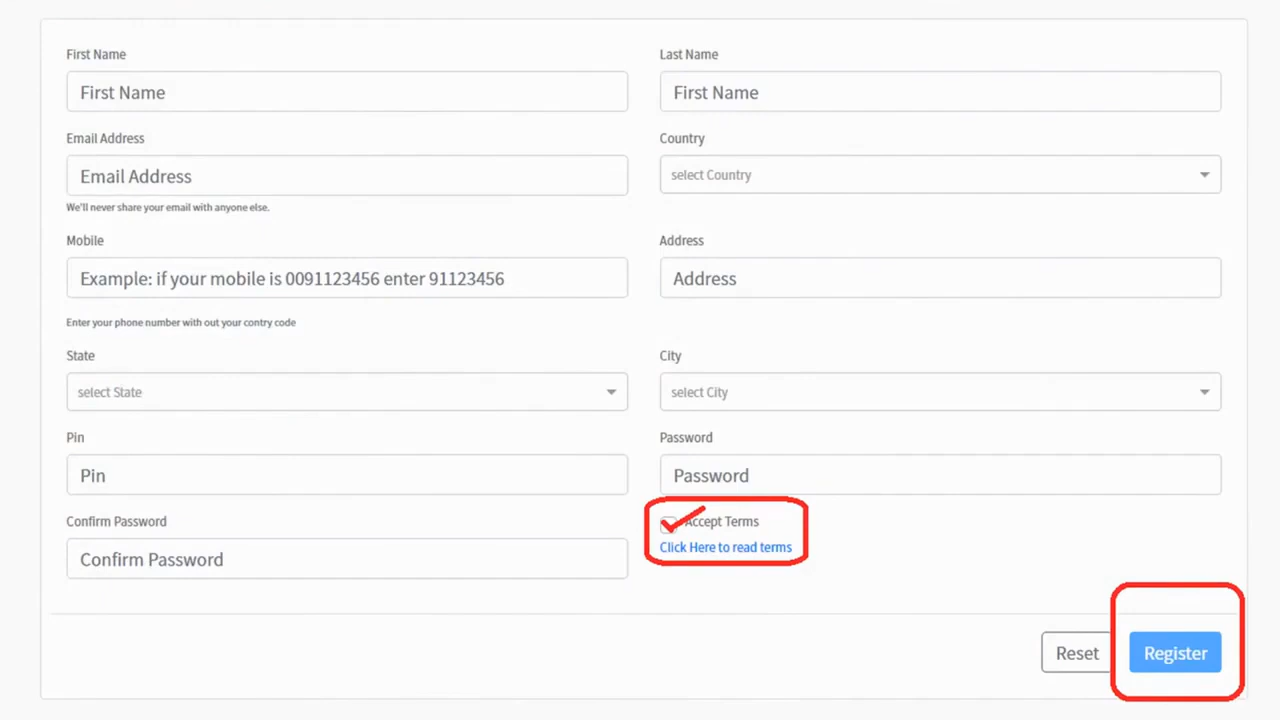 First Name
Last Name
First Name
First Name
Email Address
Country
Email Address
select Country
We'll never share your email with anyone else.
Mobile
Address
Example: if your mobile is 0091123456 enter 91123456
Address
Enter your phone number with out your contry code
State
City
select State
select City
Pin
Password
Pin
Password
Confirm Password
Accept Terms
Click Here to read terms
Confirm Password
Reset
Register